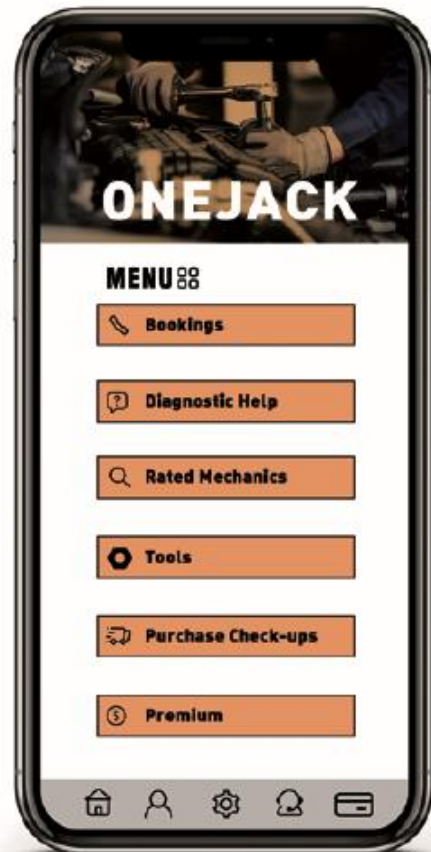 ONEJACK
MENU
Bookings
Diagnostic Help
Rated Mechanics
Tools
Purchase Check-ups
Premium